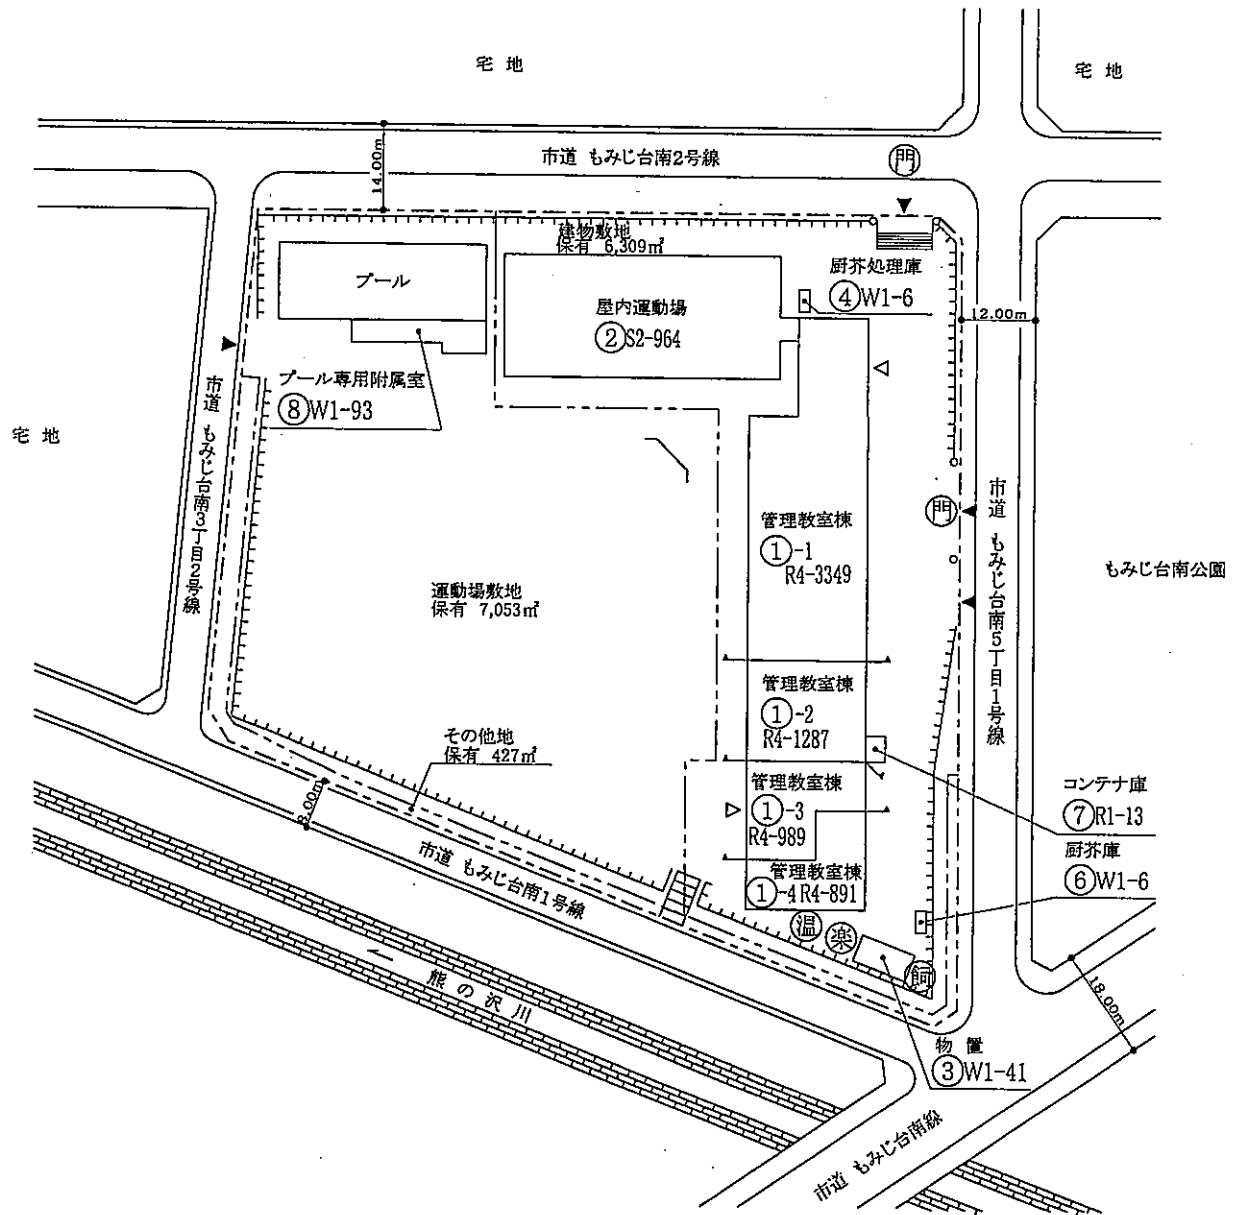 宅 地
宅 地
市道 もみじ台南2号線
門
14.00m
建物敷地
保有 6,309㎡
プール
屋内運動場
②S2-964
厨芥処理庫
④W1-6
12.00m
プール専用附属室
⑧W1-93
宅 地
市道 もみじ台南3丁目2号線
管理教室棟
①-1
R4-3349
門
市道 もみじ台南5丁目1号線
もみじ台南公園
運動場敷地
保有 7,053㎡
管理教室棟
①-2
R4-1287
その他地
保有 427㎡
管理教室棟
①-3
R4-989
コンテナ庫
⑦R1-13
厨芥庫
⑥W1-6
市道 もみじ台南1号線
管理教室棟
①-4R4-891
温
楽
飼
熊の沢川
18.00m
物 置
③W1-41
市道 もみじ台南線